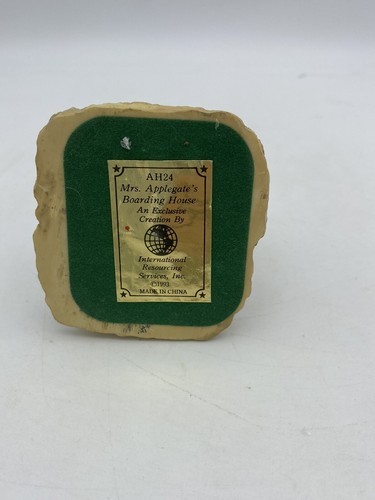 AH24
Mrs. Applegate's
Boarding House
An Exclusive
Creation By
International
Resourcing
Services, Inc.
©1993
MADE IN CHINA